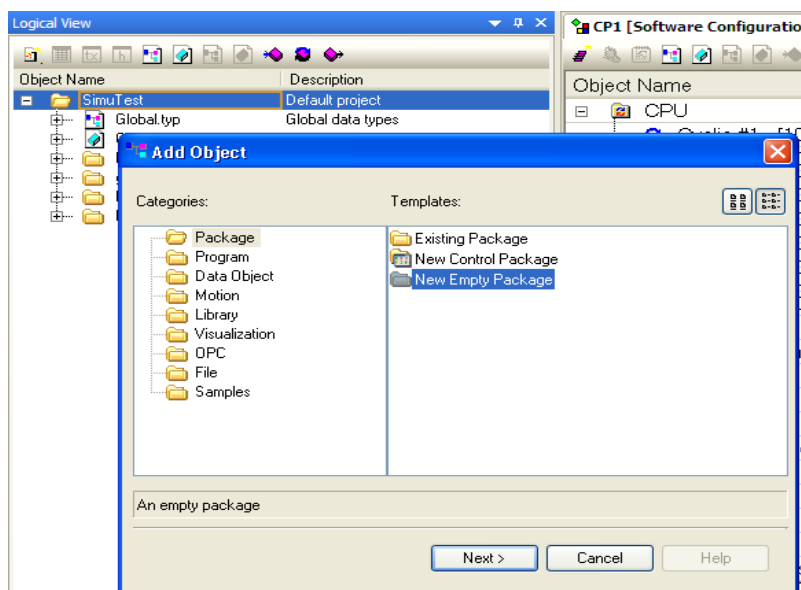 Logical View
CP1 [Software Configuratio
Object Name Description
Object Name
SimuTest Default project
CPU
Global.typ Global data types
Cyclic #1
Add Object
Categories: Templates:
Package
Program
Data Object
Motion
Library
Visualization
OPC
File
Samples
Existing Package
New Control Package
New Empty Package
An empty package
Next >
Cancel
Help